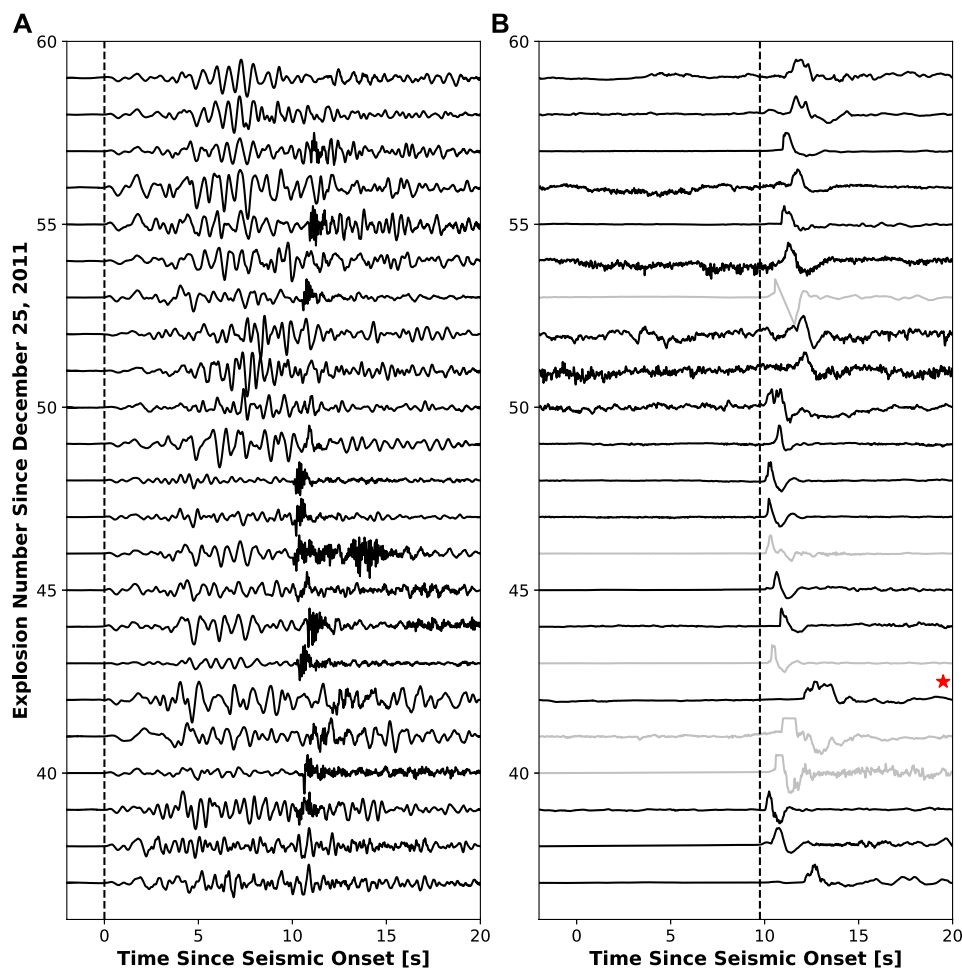 A B
60 60
55 55
50 50
45 45
40 40
Explosion Number Since December 25, 2011
0 5 10 15 20 0 5 10 15 20
Time Since Seismic Onset [s] Time Since Seismic Onset [s]